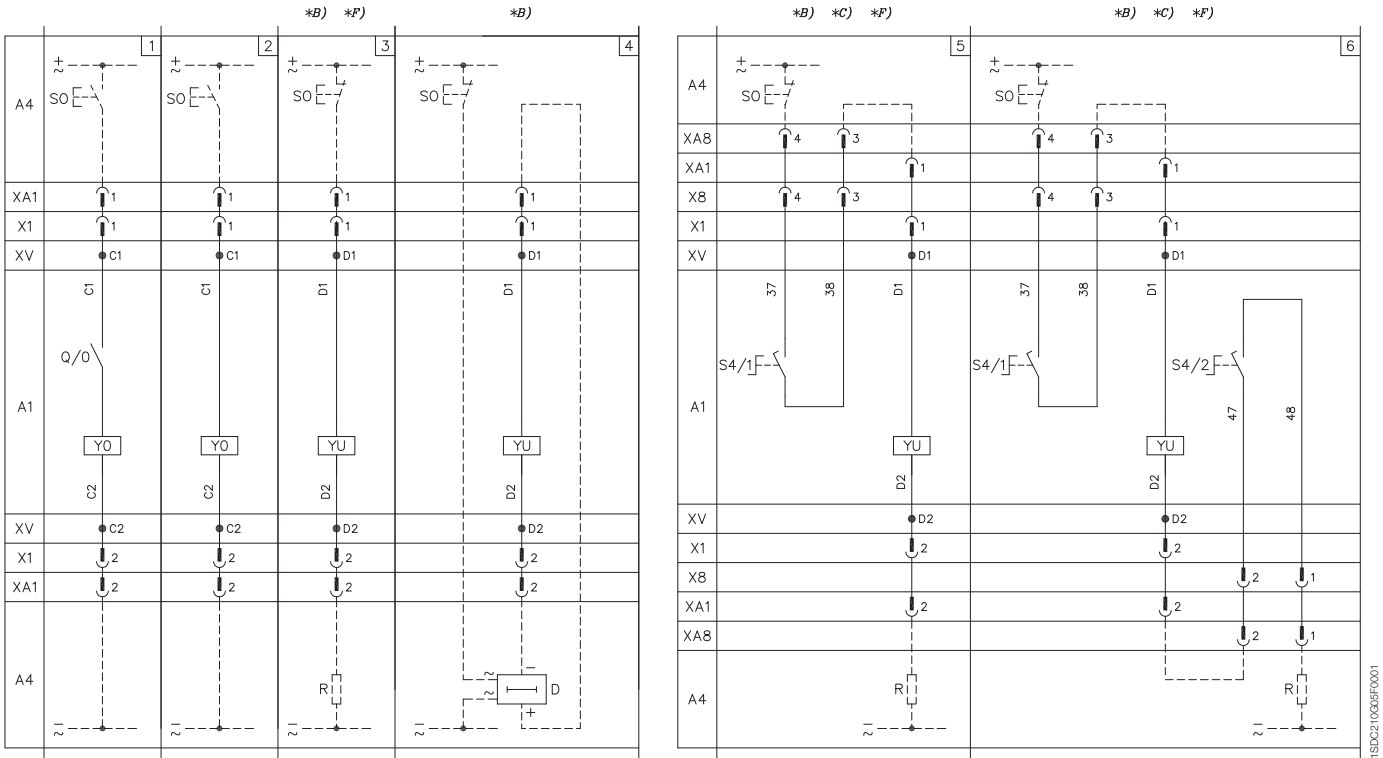 *B) *F) *B) *B) *C) *F) *B) *C) *F)
1 2 3 4 5 6
+ + + + + +
~ ~ ~ ~ ~ ~
A4 SO SO SO SO A4 SO SO
XA8 4 3 4 3
XA1 1 1
XA1 1 1 1 1 X8 4 3 4 3
X1 1 1 1 1 X1 1 1
XV C1 C1 D1 D1 XV D1 D1
C1 C1 D1 D1 37 38 D1 37 38 D1
Q/0 S4/1 S4/1 S4/2
A1 A1 47 48
YO YO YU YU YU YU
C2 C2 D2 D2 D2 D2
XV C2 C2 D2 D2 XV D2 D2
X1 2 2 2 2 X1 2 2
XA1 2 2 2 2 X8 2 1
XA1 2 2
XA8 2 1
A4 R ~ ~ − D + A4 R R
− − − − − −
~ ~ ~ ~ ~ ~
1SDC210G05F0001